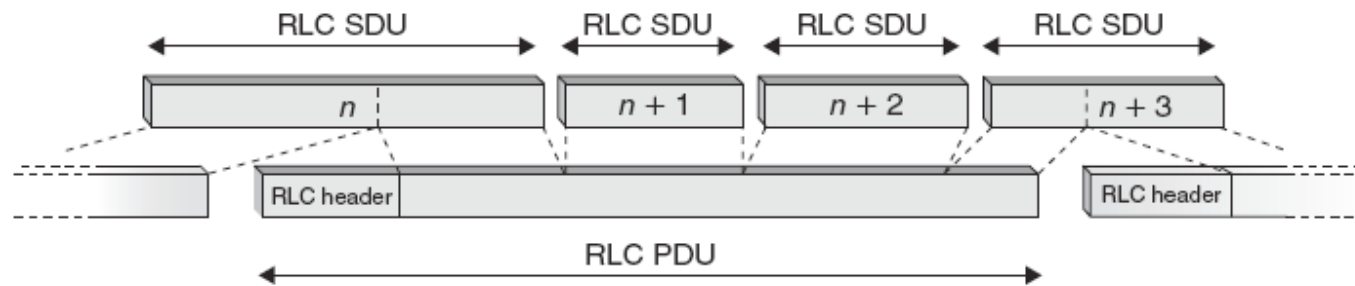 RLC SDU RLC SDU RLC SDU RLC SDU
n n + 1 n + 2 n + 3
RLC header RLC header
RLC PDU